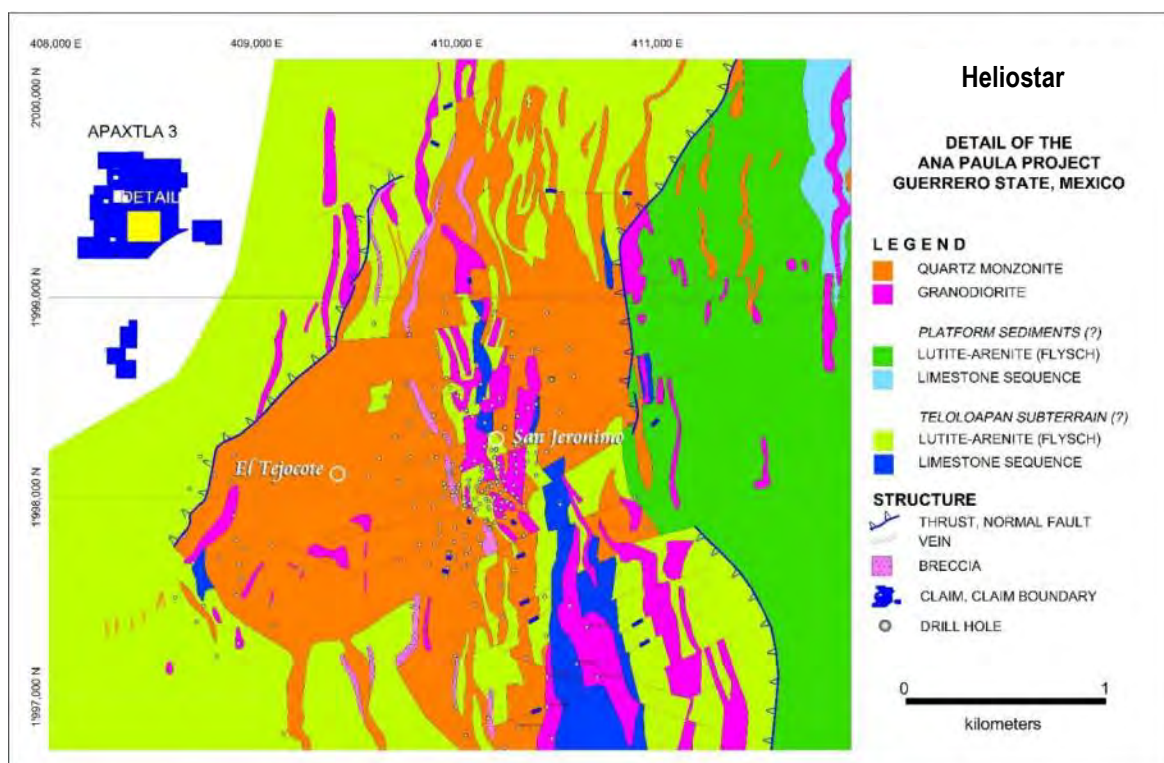 408,000 E
409,000 E
410,000 E
411,000 E
2'000,000 N
1'999,000 N
1'998,000 N
1'997,000 N
APAXTLA 3
DETAIL
San Jeronimo
El Tejocote
Heliostar
DETAIL OF THE
ANA PAULA PROJECT
GUERRERO STATE, MEXICO
LEGEND
QUARTZ MONZONITE
GRANODIORITE
PLATFORM SEDIMENTS (?)
LUTITE-ARENITE (FLYSCH)
LIMESTONE SEQUENCE
TELOLOAPAN SUBTERRAIN (?)
LUTITE-ARENITE (FLYSCH)
LIMESTONE SEQUENCE
STRUCTURE
THRUST, NORMAL FAULT
VEIN
BRECCIA
CLAIM, CLAIM BOUNDARY
DRILL HOLE
0 1
kilometers